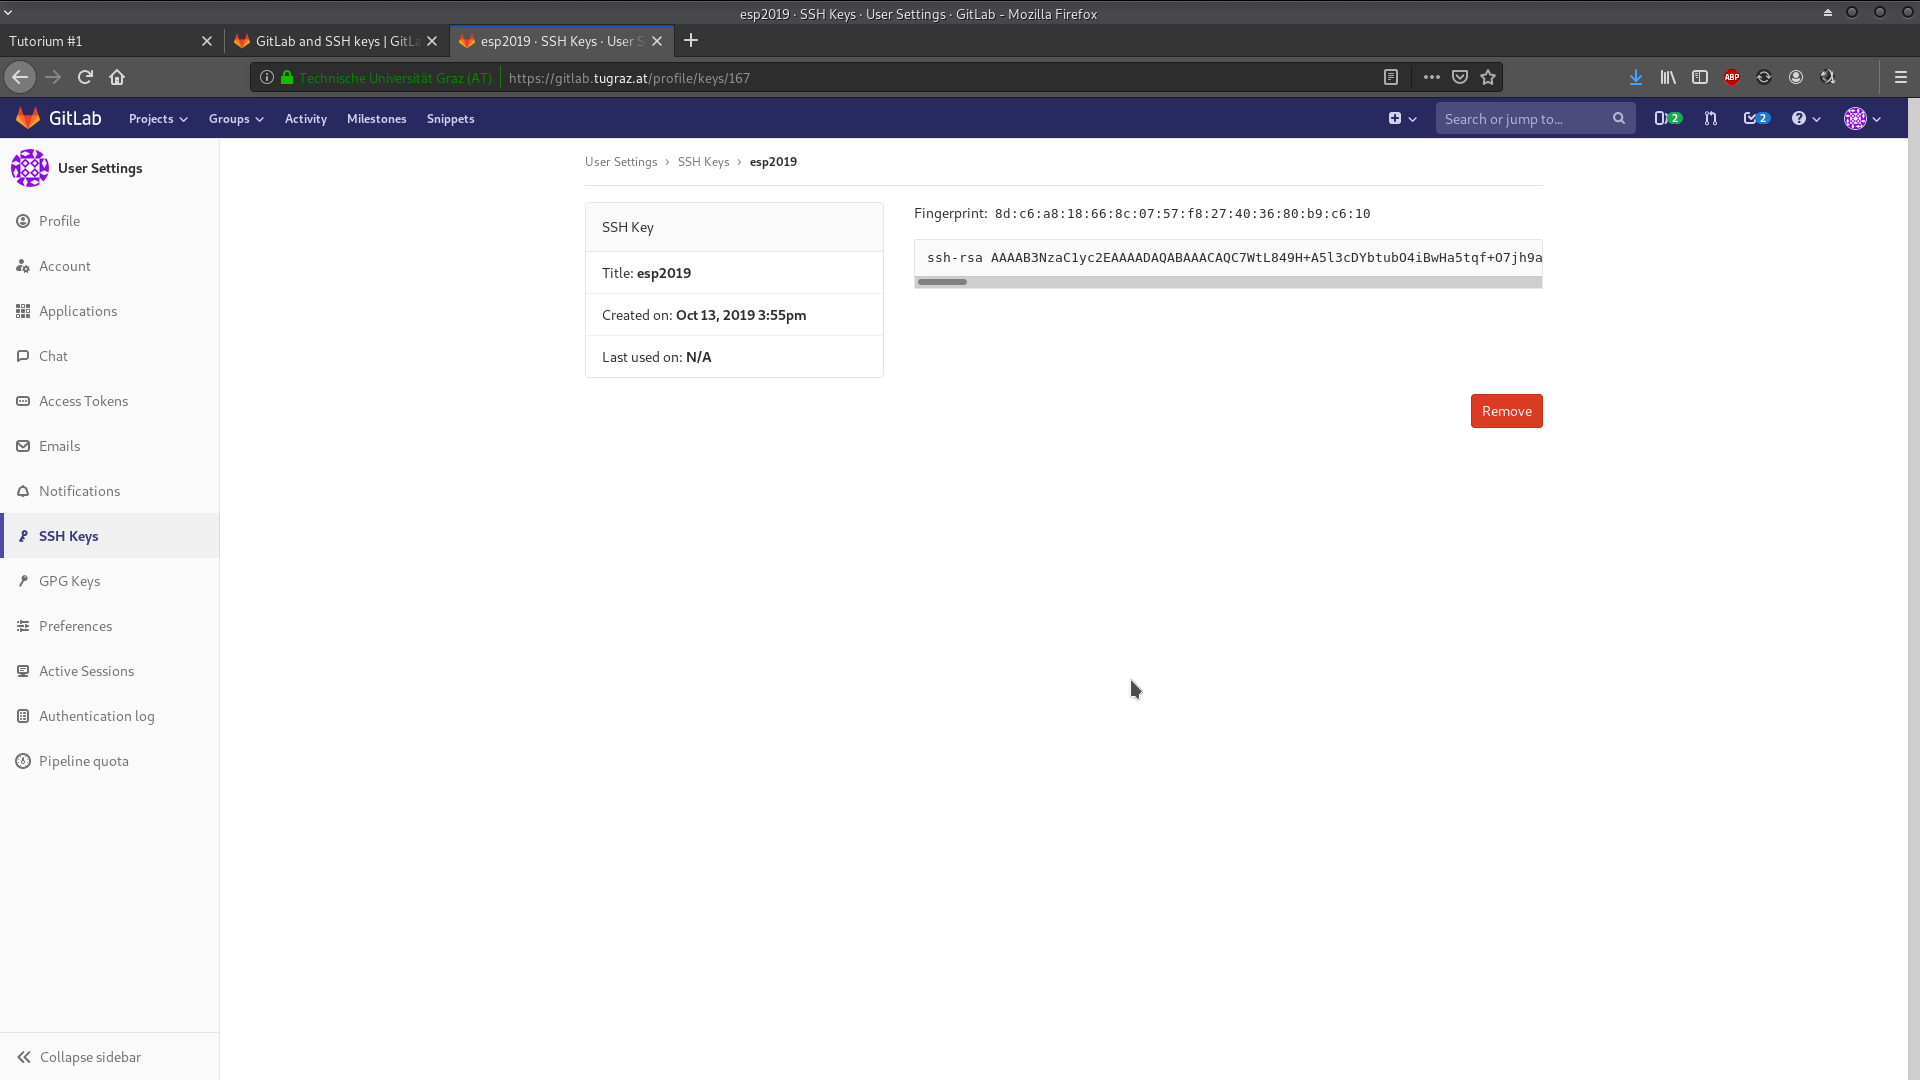 esp2019 · SSH Keys · User Settings · GitLab - Mozilla Firefox
Tutorium #1
GitLab and SSH keys | GitLa
esp2019 · SSH Keys · User S
Technische Universität Graz (AT)
https://gitlab.tugraz.at/profile/keys/167
ABP
GitLab
Projects
Groups
Activity
Milestones
Snippets
Search or jump to...
2
2
User Settings
Profile
Account
Applications
Chat
Access Tokens
Emails
Notifications
SSH Keys
GPG Keys
Preferences
Active Sessions
Authentication log
Pipeline quota
Collapse sidebar
User Settings › SSH Keys › esp2019
SSH Key
Title: esp2019
Created on: Oct 13, 2019 3:55pm
Last used on: N/A
Fingerprint: 8d:c6:a8:18:66:8c:07:57:f8:27:40:36:80:b9:c6:10
ssh-rsa AAAAB3NzaC1yc2EAAAADAQABAAACAQC7WtL849H+A5l3cDYbtubO4iBwHa5tqf+O7jh9a
Remove